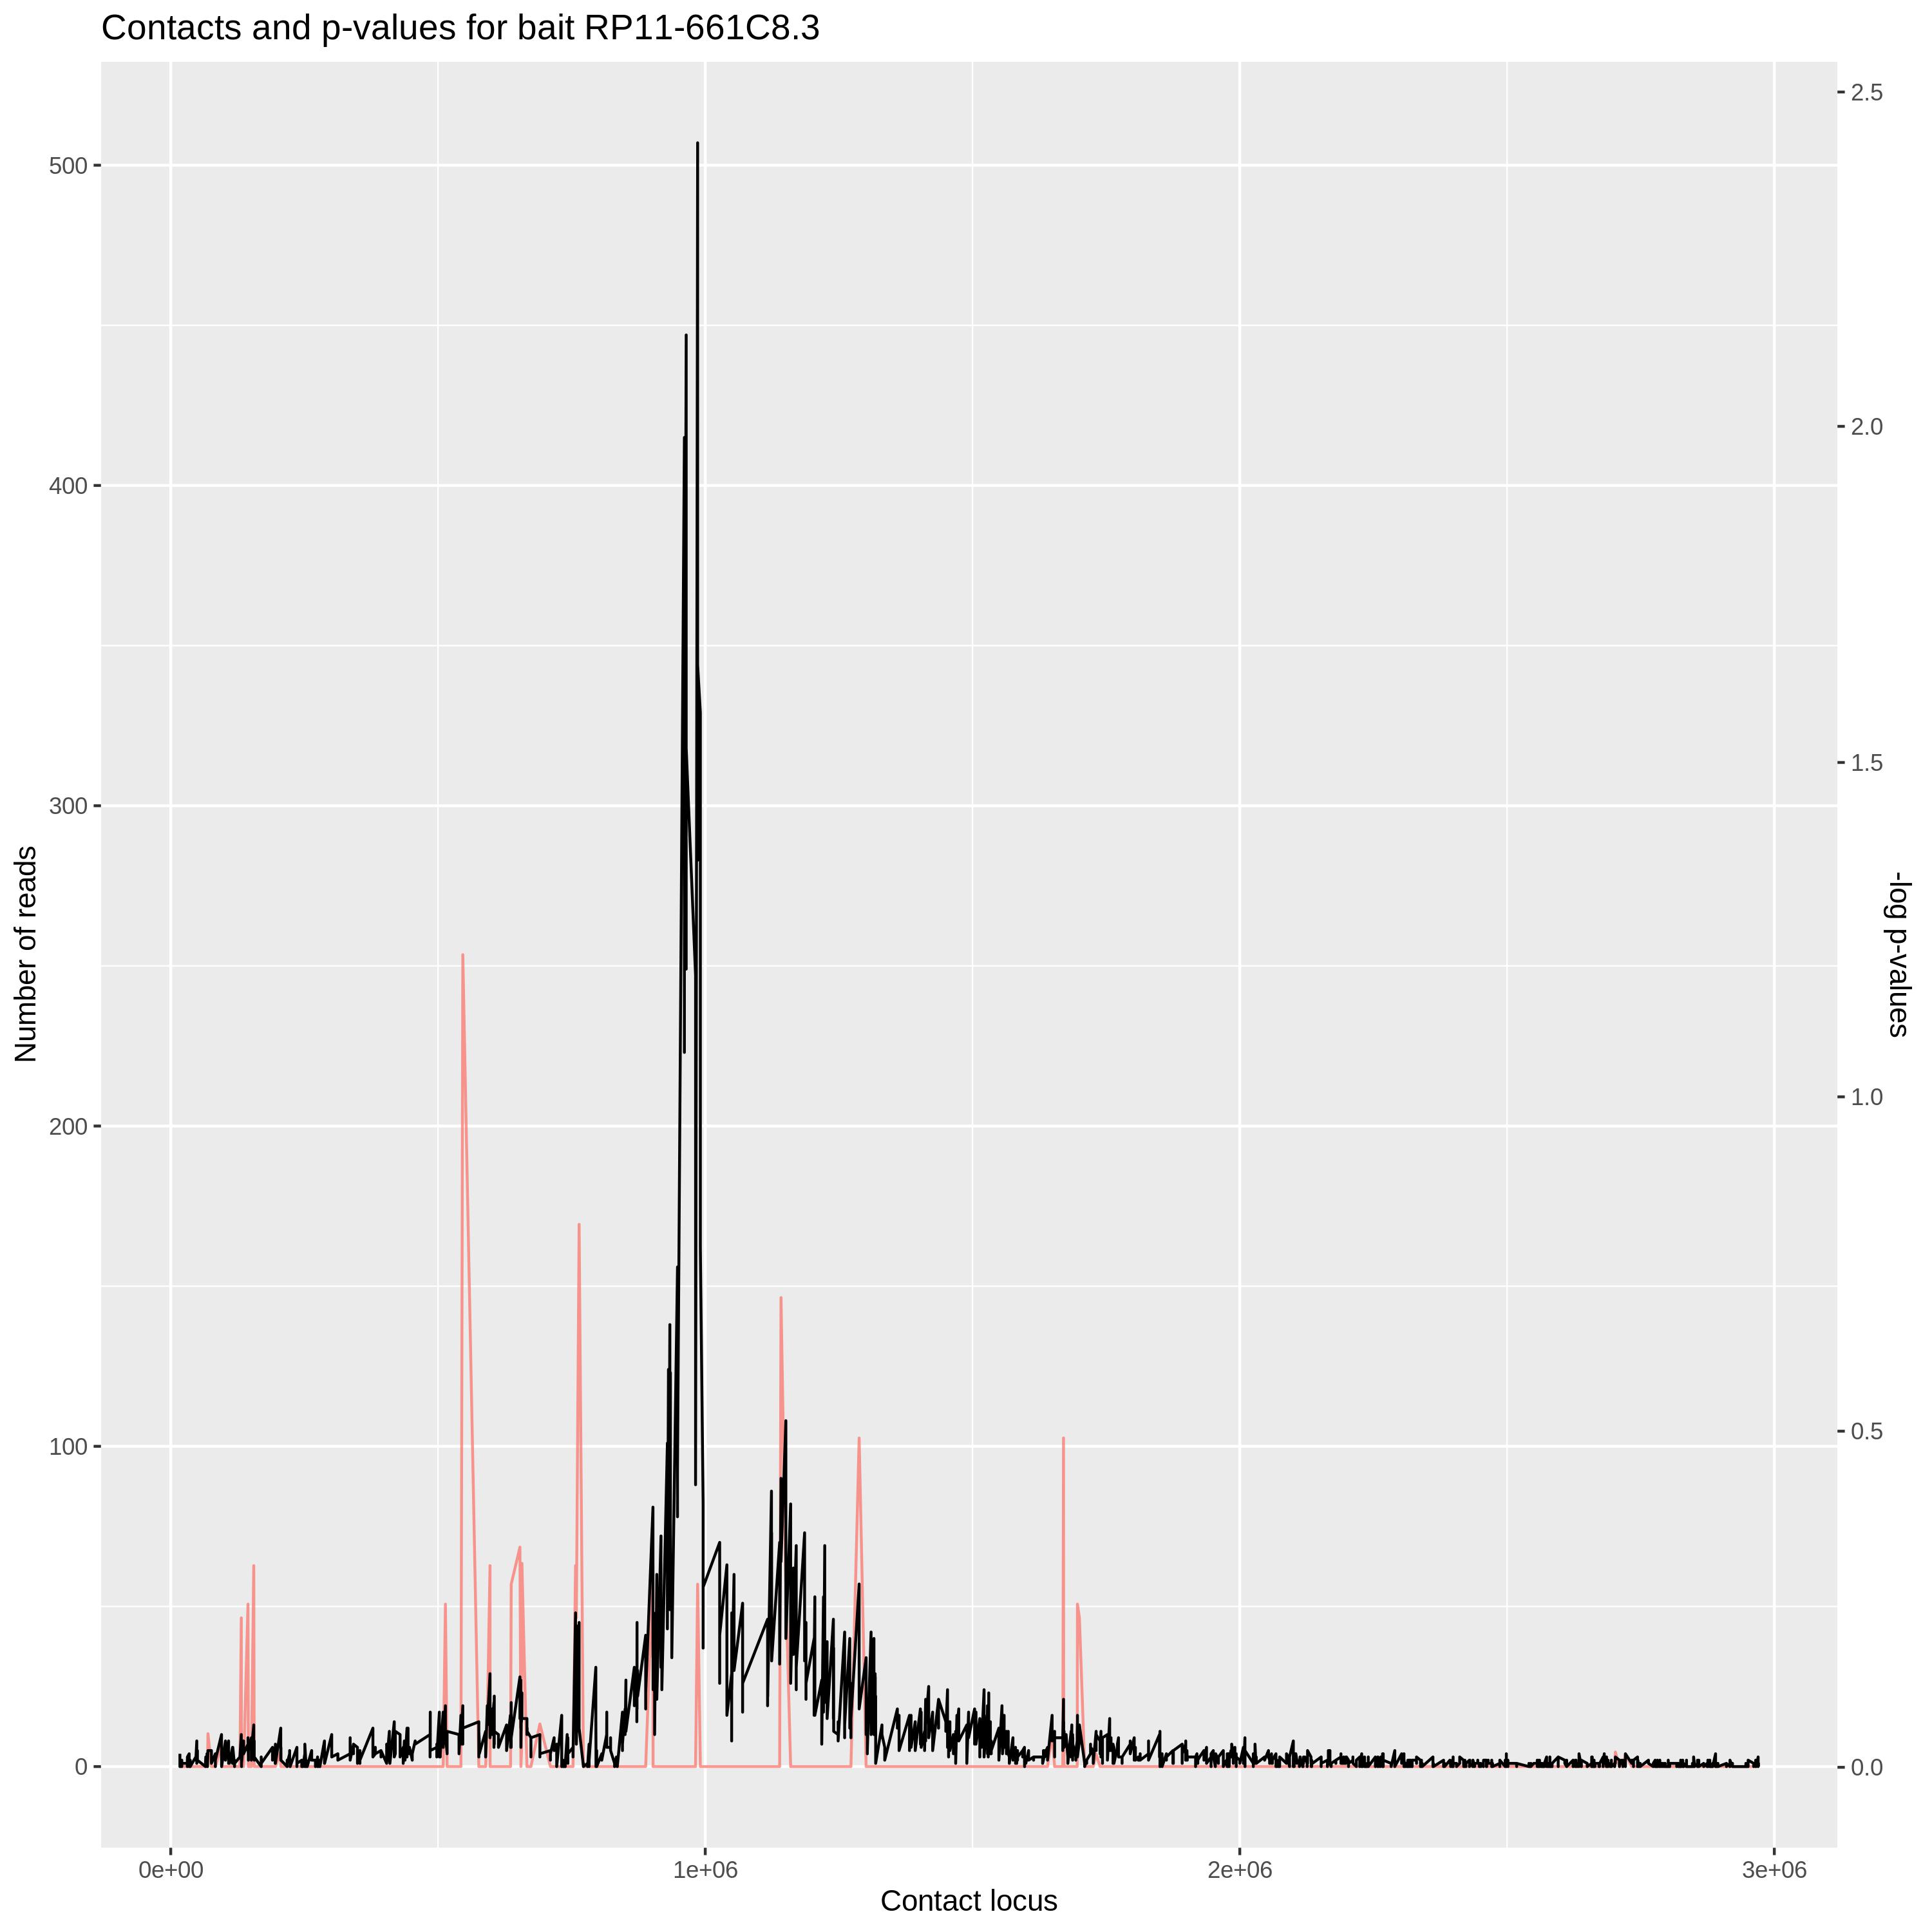 Contacts and p-values for bait RP11-661C8.3
500
400
300
200
100
0
Number of reads
2.5
2.0
1.5
1.0
0.5
0.0
-log p-values
0e+00
1e+06
2e+06
3e+06
Contact locus